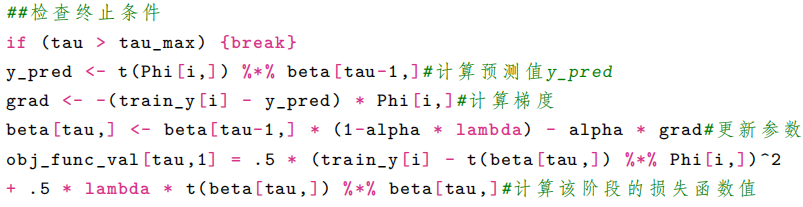 ##检查终止条件
if (tau > tau_max) {break}
y_pred <- t(Phi[i,]) %*% beta[tau-1,]#计算预测值y_pred
grad <- -(train_y[i] - y_pred) * Phi[i,]#计算梯度
beta[tau,] <- beta[tau-1,] * (1-alpha * lambda) - alpha * grad#更新参数
obj_func_val[tau,1] = .5 * (train_y[i] - t(beta[tau,]) %*% Phi[i,])^2
+ .5 * lambda * t(beta[tau,]) %*% beta[tau,]#计算该阶段的损失函数值